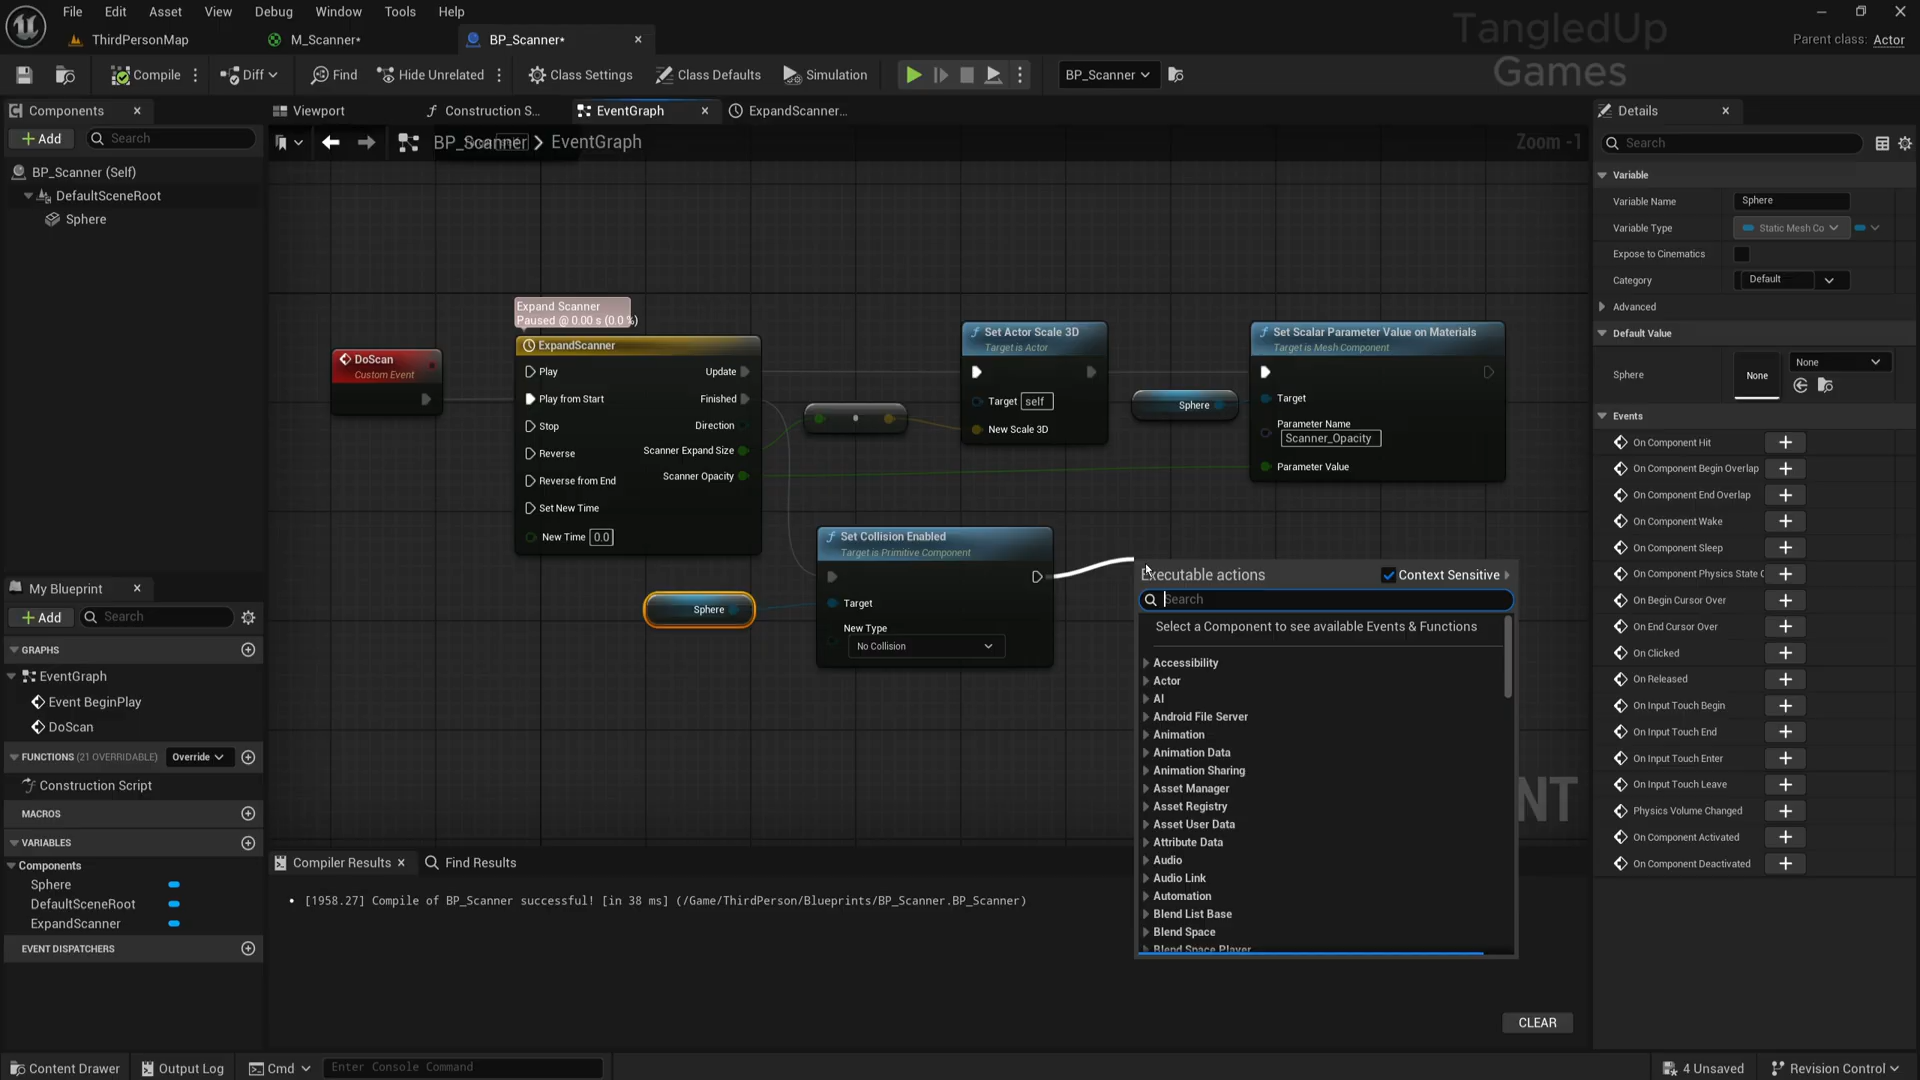 File Edit Asset View Debug Window Tools Help
TangledUp
Games
ThirdPersonMap
M_Scanner*
BP_Scanner*
Parent class: Actor
Compile
Diff
Find
Hide Unrelated
Class Settings
Class Defaults
Simulation
BP_Scanner
Components
Viewport
Construction S...
EventGraph
ExpandScanner...
Details
Add
Search
BP_Scanner > EventGraph
Zoom -1
Search
BP_Scanner (Self)
DefaultSceneRoot
Sphere
Variable
Variable Name
Sphere
Variable Type
Static Mesh Co
Expose to Cinematics
Category
Default
Advanced
Default Value
Sphere
None
None
Events
On Component Hit
On Component Begin Overlap
On Component End Overlap
On Component Wake
On Component Sleep
On Component Physics State C
On Begin Cursor Over
On End Cursor Over
On Clicked
On Released
On Input Touch Begin
On Input Touch End
On Input Touch Enter
On Input Touch Leave
Physics Volume Changed
On Component Activated
On Component Deactivated
DoScan
Custom Event
Expand Scanner
Paused @ 0.00 s (0.0 %)
ExpandScanner
Play
Update
Play from Start
Finished
Stop
Direction
Reverse
Scanner Expand Size
Reverse from End
Scanner Opacity
Set New Time
New Time 0.0
Set Actor Scale 3D
Target is Actor
Target self
New Scale 3D
Sphere
Set Scalar Parameter Value on Materials
Target is Mesh Component
Target
Parameter Name
Scanner_Opacity
Parameter Value
Sphere
Set Collision Enabled
Target is Primitive Component
Target
New Type
No Collision
Executable actions
Context Sensitive
Search
Select a Component to see available Events & Functions
Accessibility
Actor
AI
Android File Server
Animation
Animation Data
Animation Sharing
Asset Manager
Asset Registry
Asset User Data
Attribute Data
Audio
Audio Link
Automation
Blend List Base
Blend Space
Blend Space Player
NT
My Blueprint
Add
Search
GRAPHS
EventGraph
Event BeginPlay
DoScan
FUNCTIONS (21 OVERRIDABLE)
Override
Construction Script
MACROS
VARIABLES
Components
Sphere
DefaultSceneRoot
ExpandScanner
EVENT DISPATCHERS
Compiler Results
Find Results
[1958.27] Compile of BP_Scanner successful! [in 38 ms] (/Game/ThirdPerson/Blueprints/BP_Scanner.BP_Scanner)
CLEAR
Content Drawer
Output Log
Cmd
Enter Console Command
4 Unsaved
Revision Control